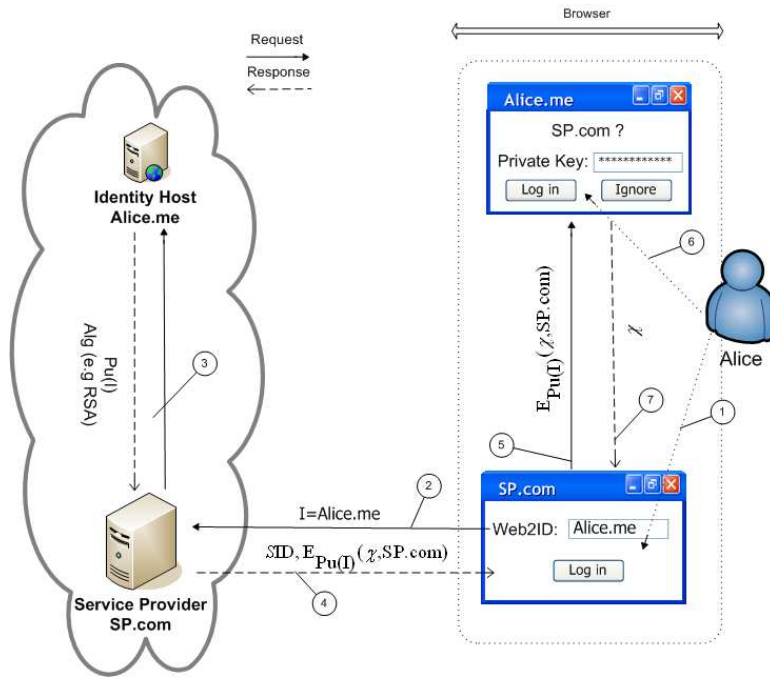 Browser
Request
Response
Alice.me
SP.com ?
Private Key: ************
Log in
Ignore
Identity Host
Alice.me
6
Alice
Pu(I)
Alg (e.g RSA)
3
E_Pu(I)(χ,SP.com)
χ
7
1
5
2
I=Alice.me
SP.com
Web2ID: Alice.me
Log in
SID, E_Pu(I)(χ,SP.com)
4
Service Provider
SP.com